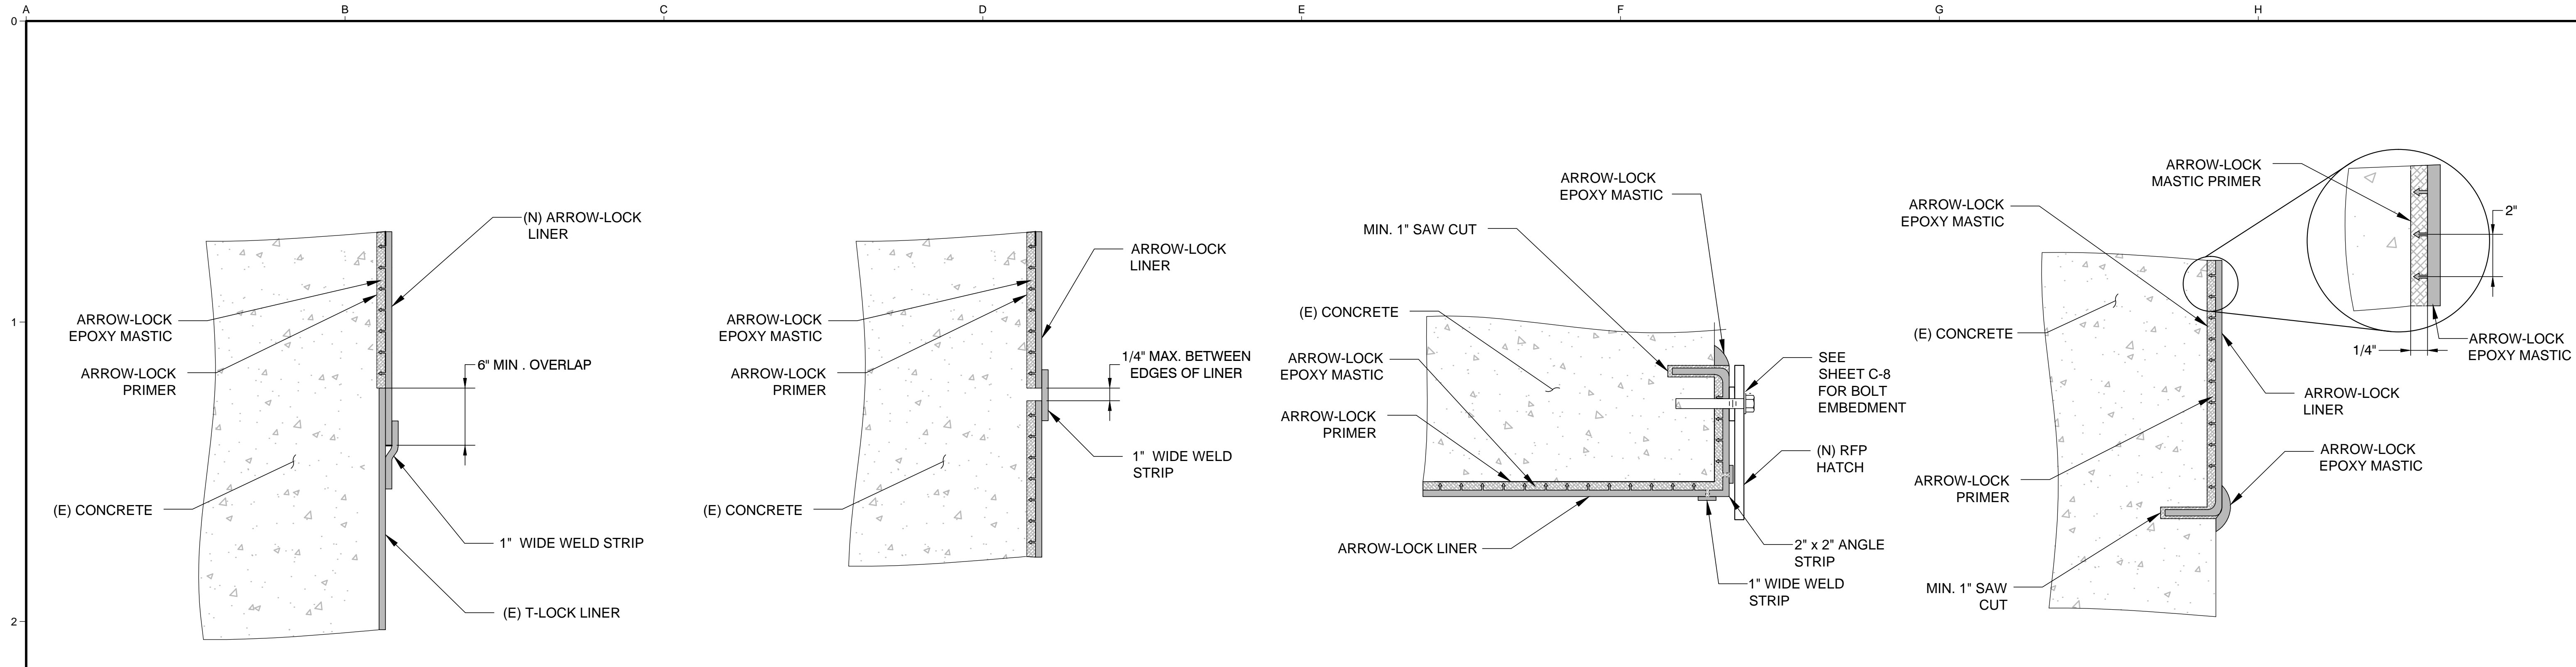 A B C D E F G H
0
1
2
(N) ARROW-LOCK
LINER
ARROW-LOCK
EPOXY MASTIC
ARROW-LOCK
PRIMER
6" MIN . OVERLAP
(E) CONCRETE
1" WIDE WELD STRIP
(E) T-LOCK LINER
ARROW-LOCK
LINER
ARROW-LOCK
EPOXY MASTIC
ARROW-LOCK
PRIMER
1/4" MAX. BETWEEN
EDGES OF LINER
1" WIDE WELD
STRIP
(E) CONCRETE
ARROW-LOCK
EPOXY MASTIC
MIN. 1" SAW CUT
(E) CONCRETE
ARROW-LOCK
EPOXY MASTIC
ARROW-LOCK
PRIMER
ARROW-LOCK LINER
SEE
SHEET C-8
FOR BOLT
EMBEDMENT
(N) RFP
HATCH
2" x 2" ANGLE
STRIP
1" WIDE WELD
STRIP
ARROW-LOCK
MASTIC PRIMER
ARROW-LOCK
EPOXY MASTIC
2"
(E) CONCRETE
1/4"
ARROW-LOCK
EPOXY MASTIC
ARROW-LOCK
LINER
ARROW-LOCK
EPOXY MASTIC
ARROW-LOCK
PRIMER
MIN. 1" SAW
CUT